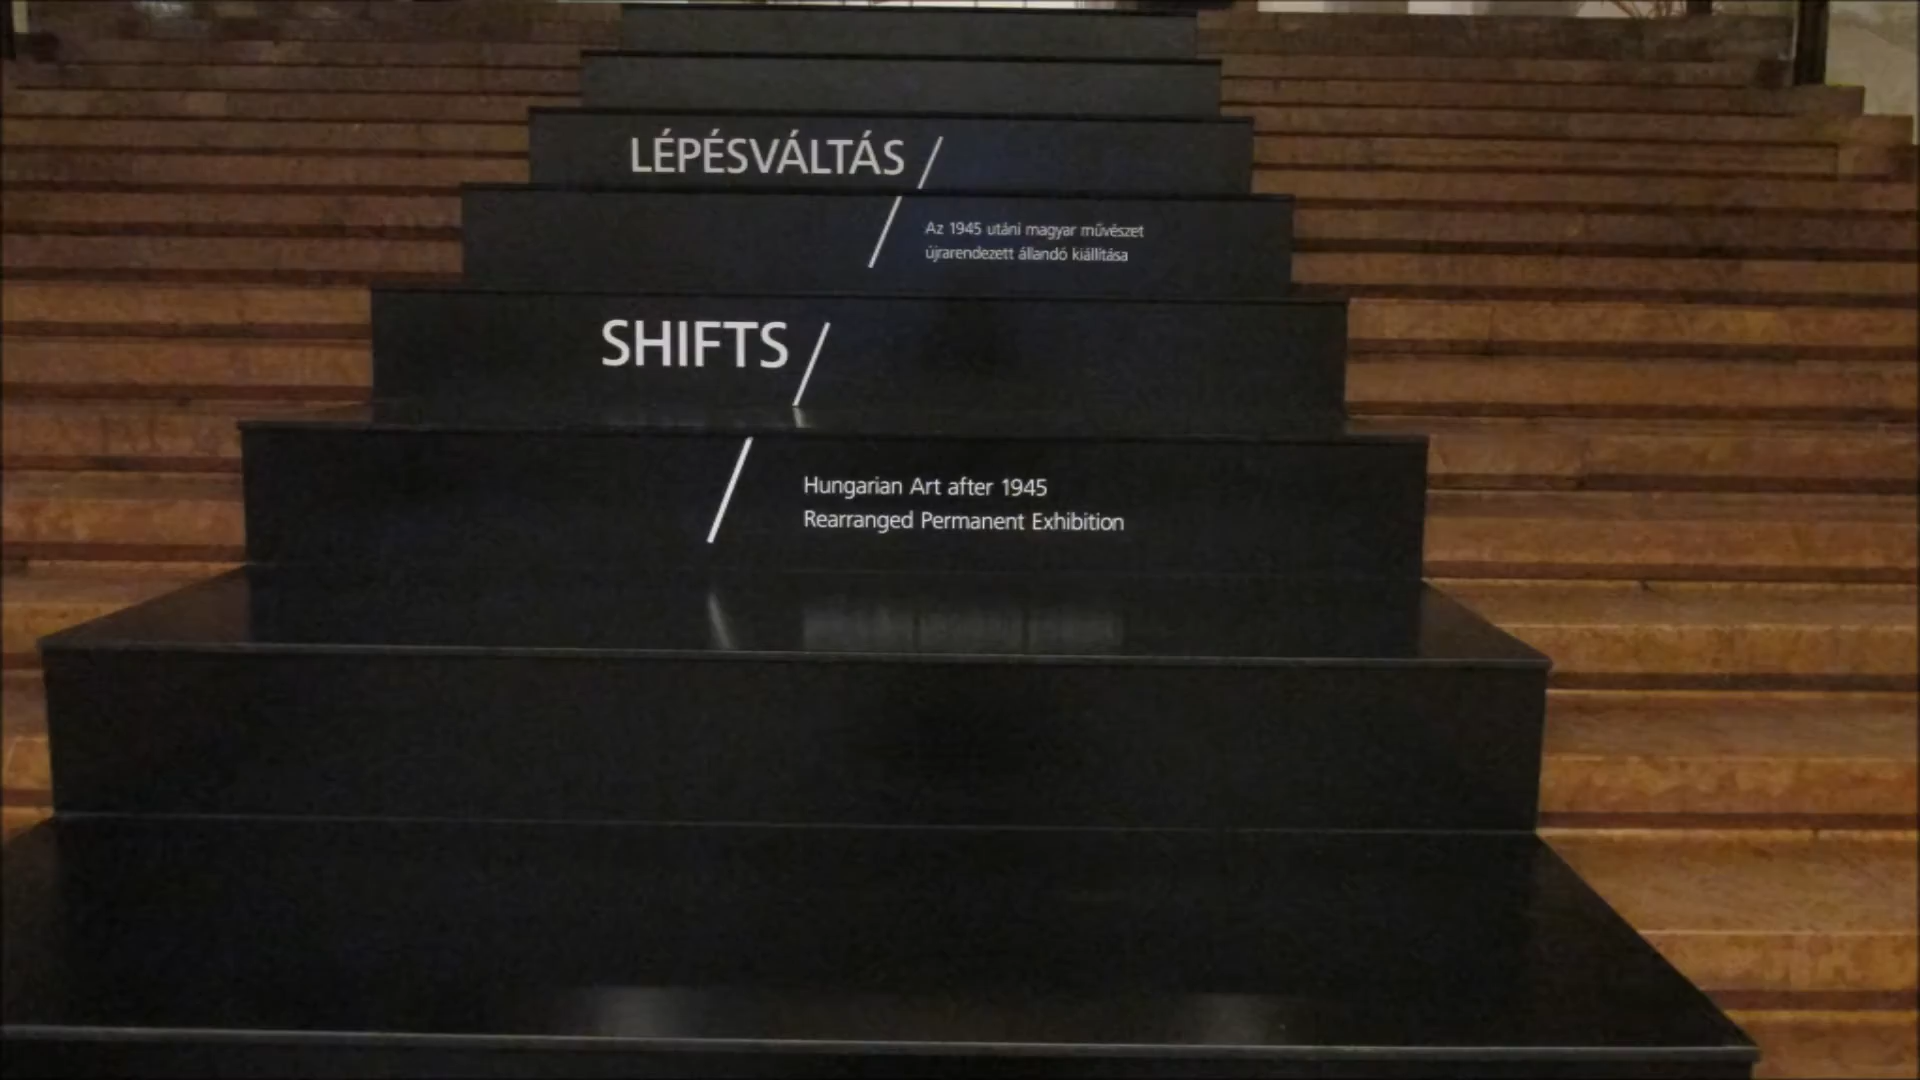 LÉPÉSVÁLTÁS /
/ Az 1945 utáni magyar művészet
újrarendezett állandó kiállítása
SHIFTS /
/ Hungarian Art after 1945
Rearranged Permanent Exhibition